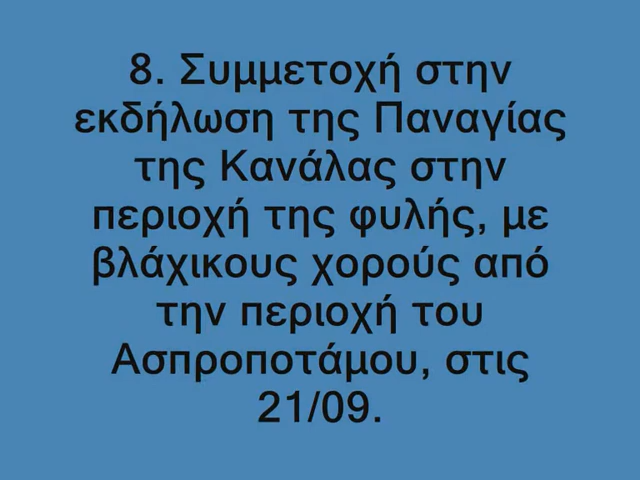 8. Συμμετοχή στην
εκδήλωση της Παναγίας
της Κανάλας στην
περιοχή της φυλής, με
βλάχικους χορούς από
την περιοχή του
Ασπροποτάμου, στις
21/09.